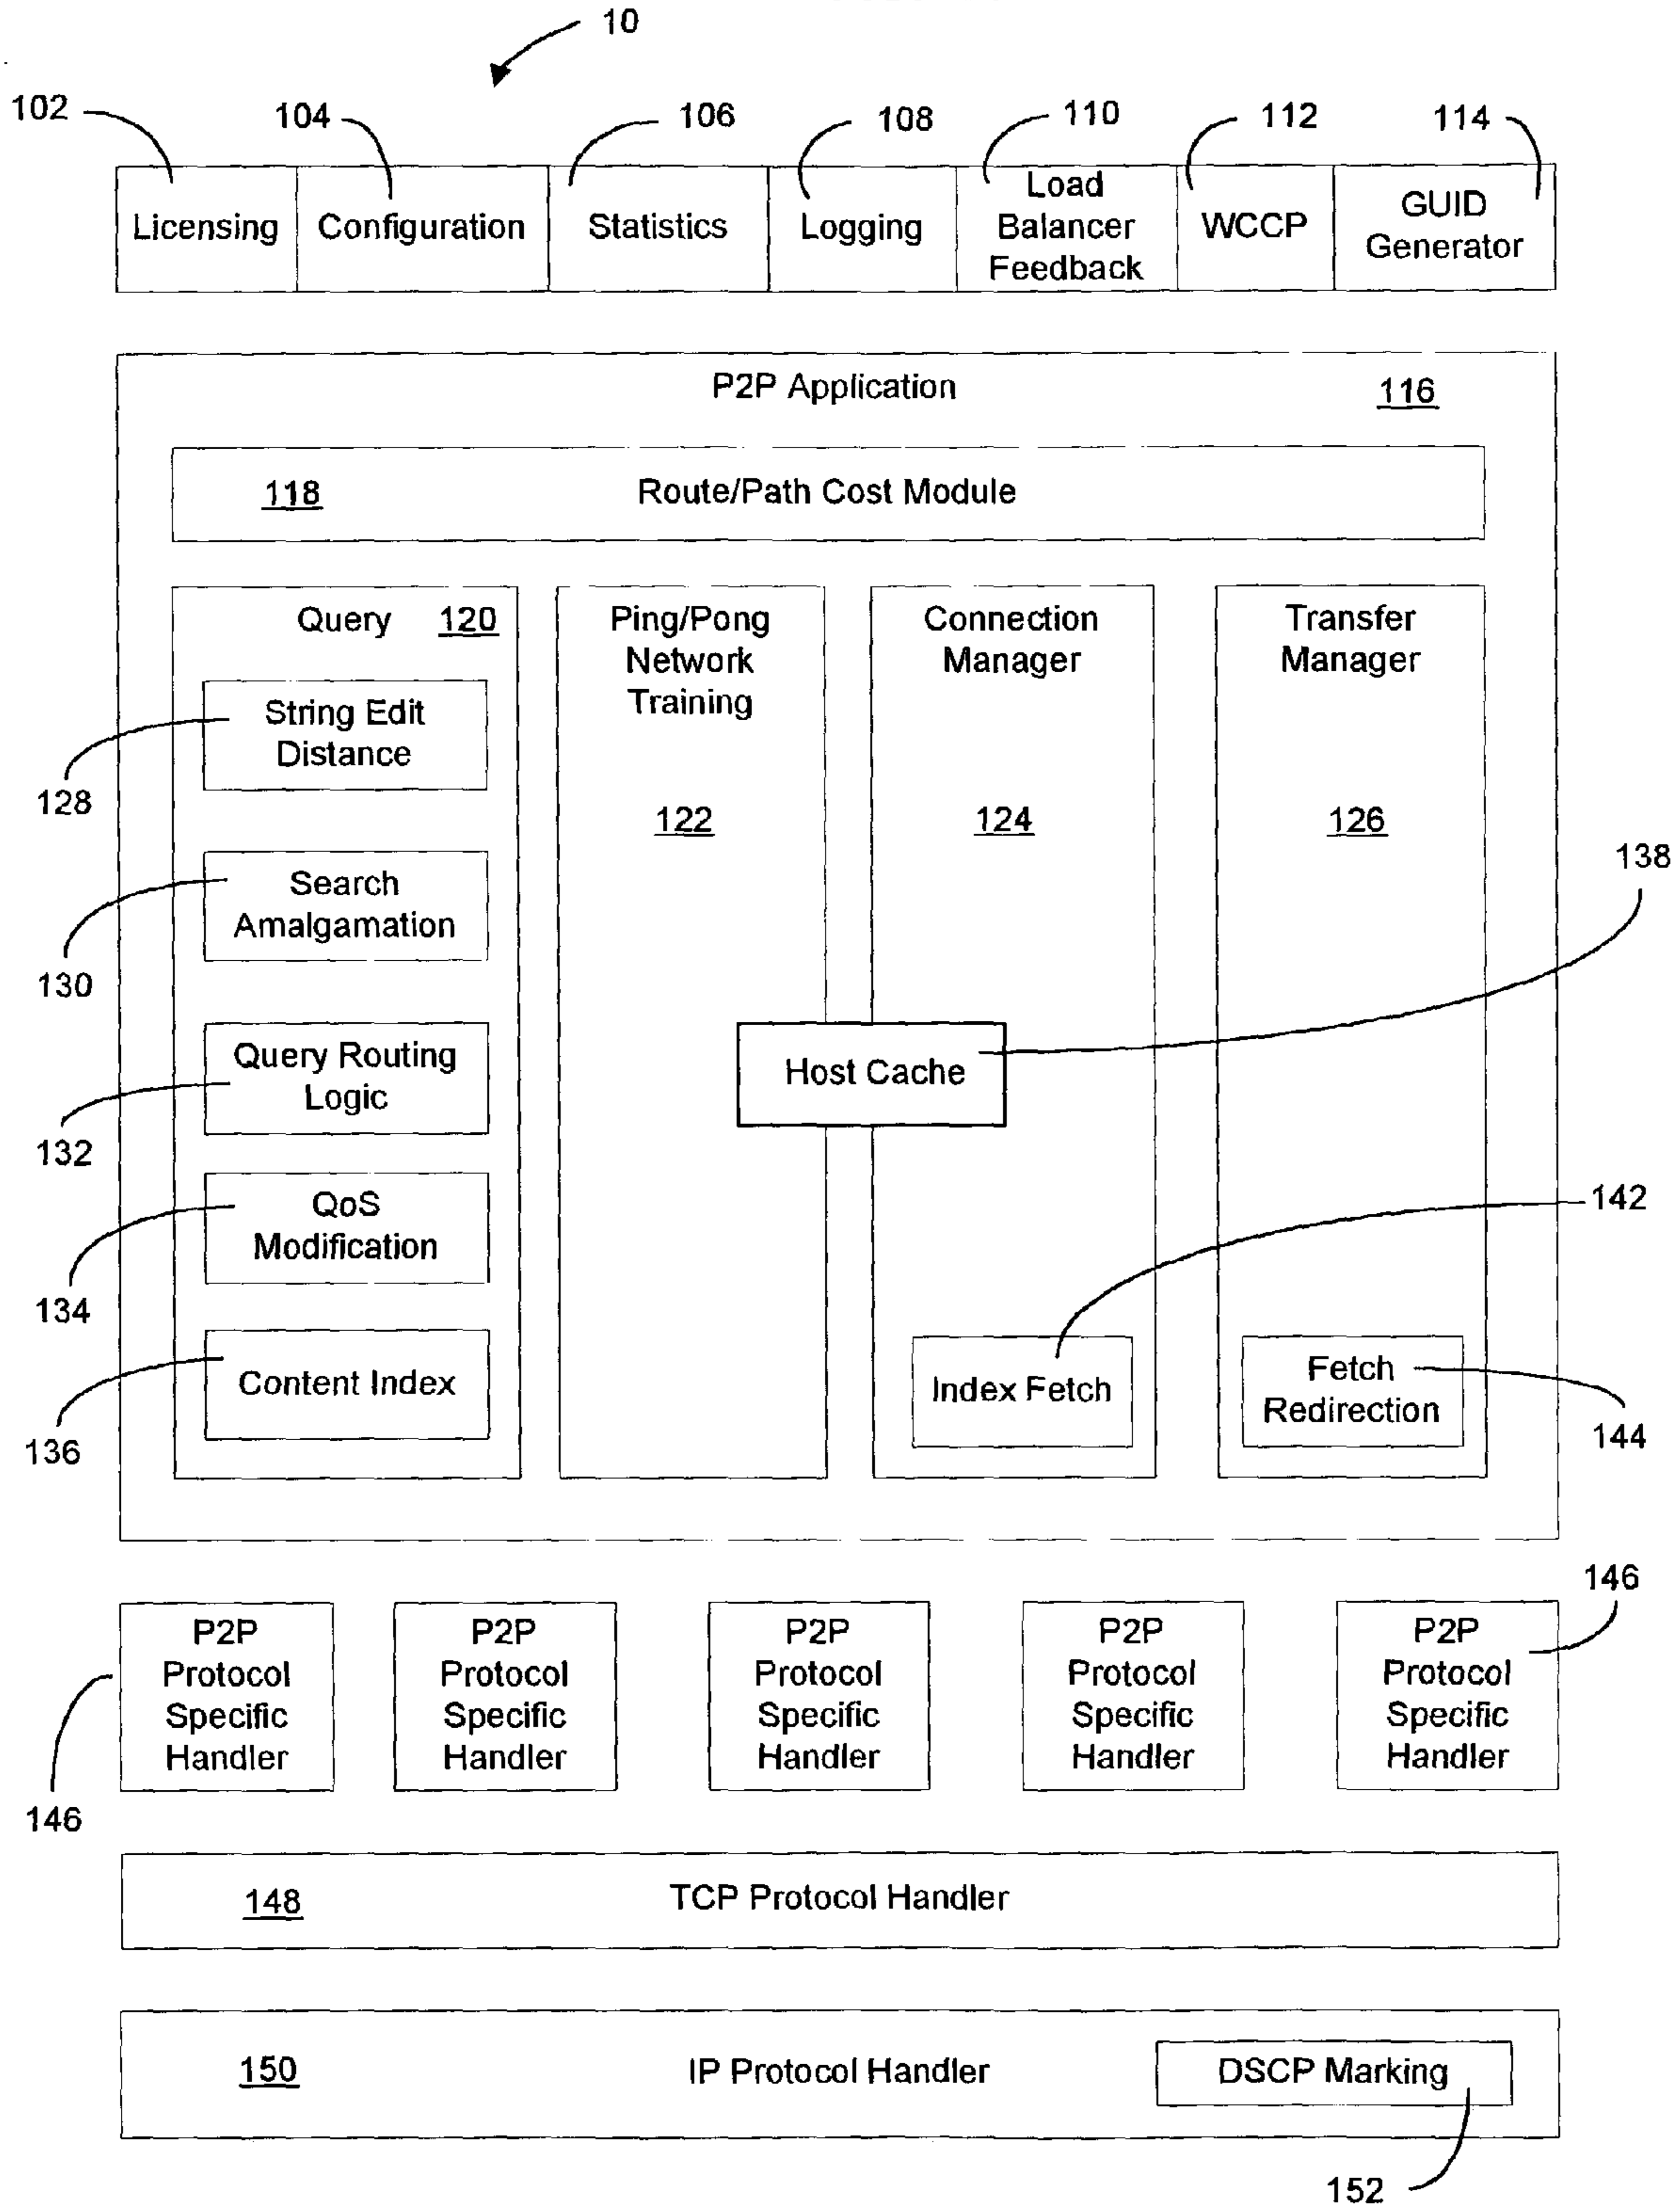 10
102
104
106
108
110
112
114
Licensing
Configuration
Statistics
Logging
Load
Balancer
Feedback
WCCP
GUID
Generator
P2P Application
116
118
Route/Path Cost Module
Query
120
String Edit
Distance
128
Search
Amalgamation
130
Query Routing
Logic
132
QoS
Modification
134
Content Index
136
Ping/Pong
Network
Training
122
Connection
Manager
124
Transfer
Manager
126
138
Host Cache
142
Index Fetch
Fetch
Redirection
144
146
P2P
Protocol
Specific
Handler
P2P
Protocol
Specific
Handler
P2P
Protocol
Specific
Handler
P2P
Protocol
Specific
Handler
P2P
Protocol
Specific
Handler
146
148
TCP Protocol Handler
150
IP Protocol Handler
DSCP Marking
152